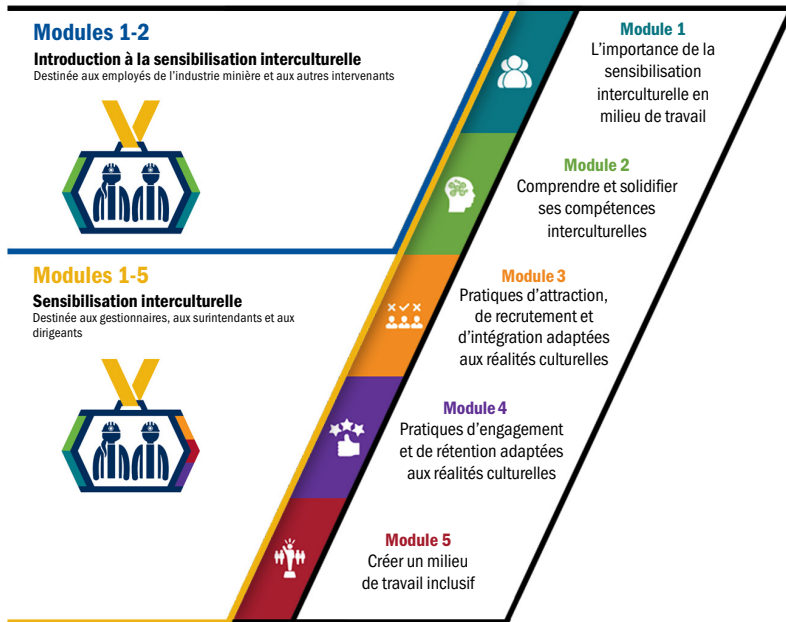 Modules 1-2
Introduction à la sensibilisation interculturelle
Destinée aux employés de l'industrie minière et aux autres intervenants
Modules 1-5
Sensibilisation interculturelle
Destinée aux gestionnaires, aux surintendants et aux
dirigeants
Module 1
L'importance de la
sensibilisation
interculturelle en
milieu de travail
Module 2
Comprendre et solidifier
ses compétences
interculturelles
Module 3
Pratiques d'attraction,
de recrutement et
d'intégration adaptées
aux réalités culturelles
Module 4
Pratiques d'engagement
et de rétention adaptées
aux réalités culturelles
Module 5
Créer un milieu
de travail inclusif